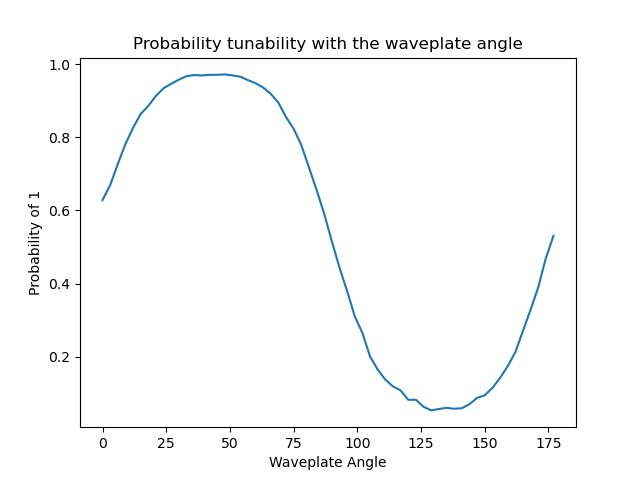 Probability tunability with the waveplate angle
1.0
0.8
0.6
0.4
0.2
Probability of 1
0 25 50 75 100 125 150 175
Waveplate Angle